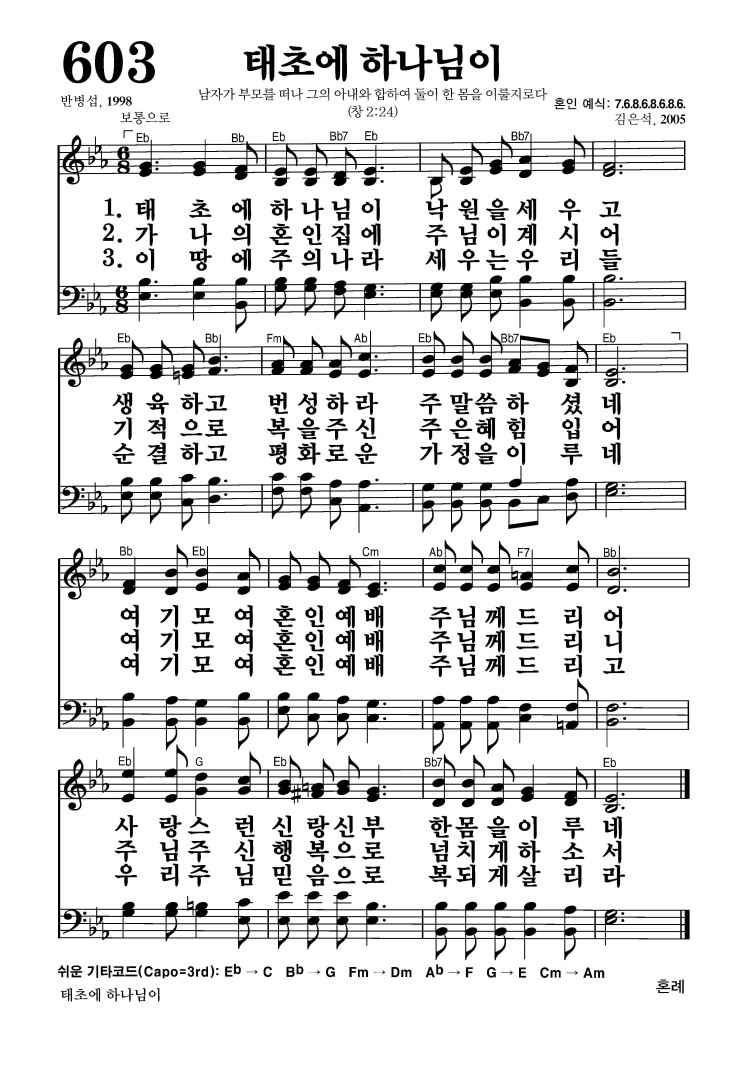 603 태초에 하나님이
남자가 부모를 떠나 그의 아내와 합하여 둘이 한 몸을 이룰지로다
(창 2:24)
반병섭, 1998
혼인 예식: 7.6.8.6.8.6.8.6.
보통으로
김은석, 2005
Eb Bb Eb Bb7 Eb Bb7
1. 태 초 에 하 나 님 이 낙 원 을 세 우 고
2. 가 나 의 혼 인 집 에 주 님 이 계 시 어
3. 이 땅 에 주 의 나 라 세 우 는 우 리 들
Eb Bb Fm Ab Eb Bb7 Eb
생 육 하 고 번 성 하 라 주 말 씀 하 셨 네
기 적 으 로 복 을 주 신 주 은 혜 힘 입 어
순 결 하 고 평 화 로 운 가 정 을 이 루 네
Bb Eb Cm Ab F7 Bb
여 기 모 여 혼 인 예 배 주 님 께 드 리 어
여 기 모 여 혼 인 예 배 주 님 께 드 리 니
여 기 모 여 혼 인 예 배 주 님 께 드 리 고
Eb G Eb Bb7 Eb
사 랑 스 런 신 랑 신 부 한 몸 을 이 루 네
주 님 주 신 행 복 으 로 넘 치 게 하 소 서
우 리 주 님 믿 음 으 로 복 되 게 살 리 라
쉬운 기타코드(Capo=3rd): Eb → C Bb → G Fm → Dm Ab → F G → E Cm → Am
태초에 하나님이
혼례